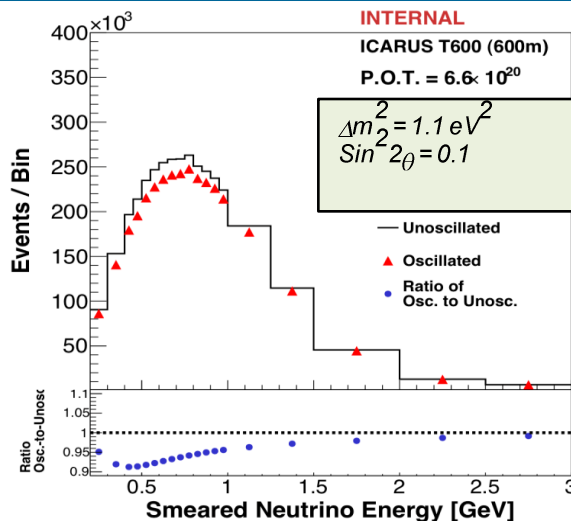 INTERNAL
×10³
ICARUS T600 (600m)
P.O.T. = 6.6× 10²⁰
Δm² = 1.1 eV²
Sin² 2θ = 0.1
Unoscillated
Oscillated
Ratio of
Osc. to Unosc.
Events / Bin
400
350
300
250
200
150
100
50
Ratio
Osc.-to-Unosc
1.1
1.05
1
0.95
0.9
0.5 1 1.5 2 2.5 3
Smeared Neutrino Energy [GeV]